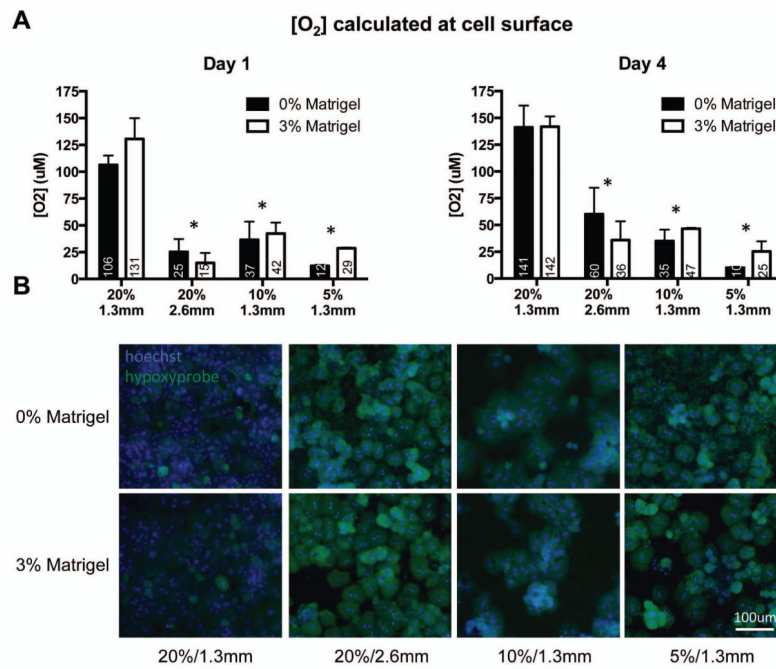 A
[O₂] calculated at cell surface
Day 1
[O2] (uM)
175
150
125
100
75
50
25
0
0% Matrigel
3% Matrigel
* * *
106 131 25 15 37 42 12 29
20% 20% 10% 5%
1.3mm 2.6mm 1.3mm 1.3mm
Day 4
[O2] (uM)
175
150
125
100
75
50
25
0
0% Matrigel
3% Matrigel
* * *
141 142 60 36 35 47 10 25
20% 20% 10% 5%
1.3mm 2.6mm 1.3mm 1.3mm
B
hoechst
hypoxyprobe
0% Matrigel
3% Matrigel
100um
20%/1.3mm 20%/2.6mm 10%/1.3mm 5%/1.3mm